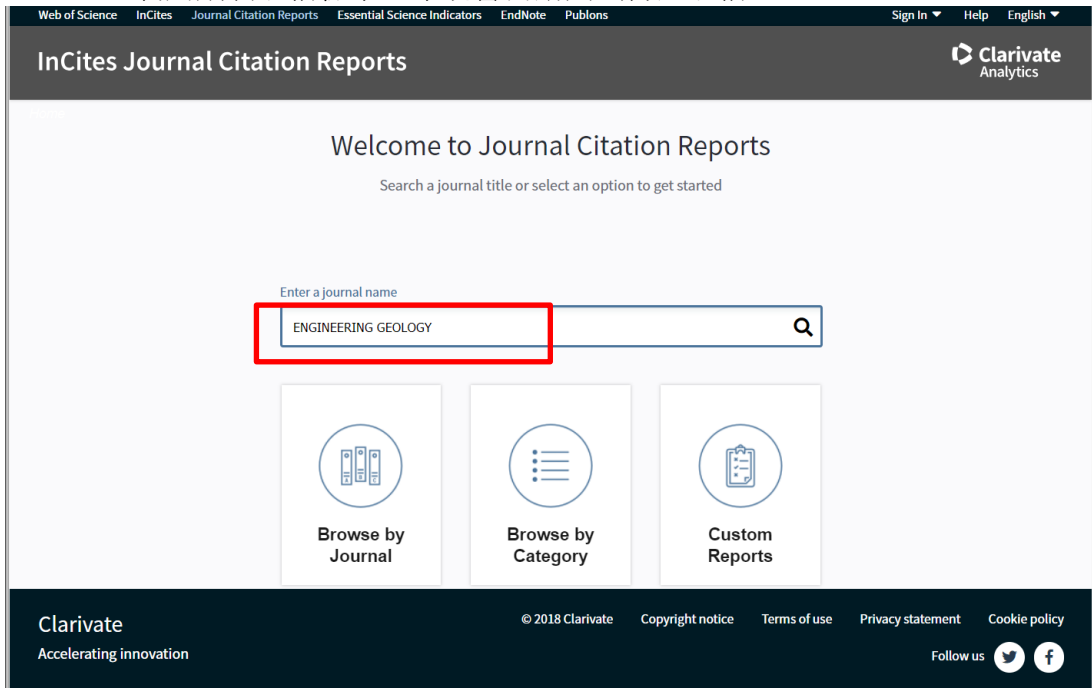 Web of Science InCites Journal Citation Reports Essential Science Indicators EndNote Publons Sign In Help English
InCites Journal Citation Reports
Clarivate
Analytics
Welcome to Journal Citation Reports
Search a journal title or select an option to get started
Enter a journal name
ENGINEERING GEOLOGY
Browse by
Journal
Browse by
Category
Custom
Reports
Clarivate
© 2018 Clarivate Copyright notice Terms of use Privacy statement Cookie policy
Accelerating innovation
Follow us